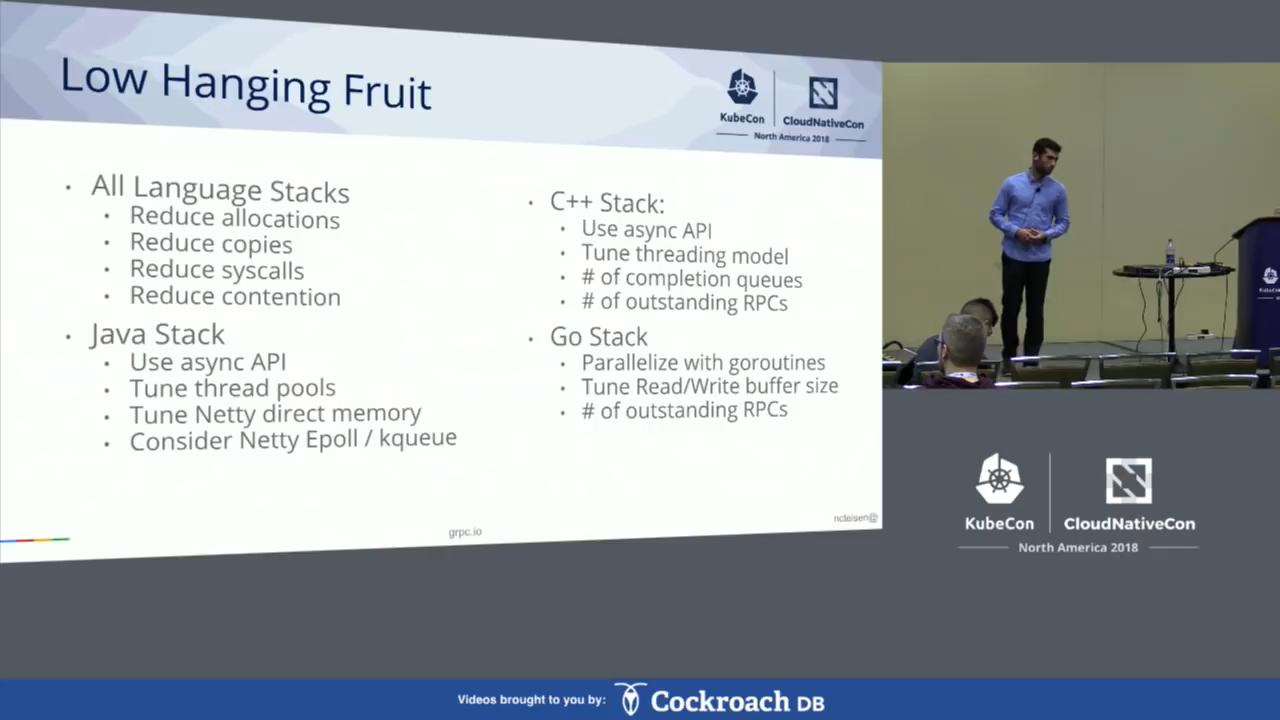 Low Hanging Fruit
KubeCon
CloudNativeCon
North America 2018
All Language Stacks
Reduce allocations
Reduce copies
Reduce syscalls
Reduce contention
Java Stack
Use async API
Tune thread pools
Tune Netty direct memory
Consider Netty Epoll / kqueue
C++ Stack:
Use async API
Tune threading model
# of completion queues
# of outstanding RPCs
Go Stack
Parallelize with goroutines
Tune Read/Write buffer size
# of outstanding RPCs
grpc.io
ncteisen@
KubeCon
CloudNativeCon
North America 2018
Videos brought to you by:
Cockroach DB